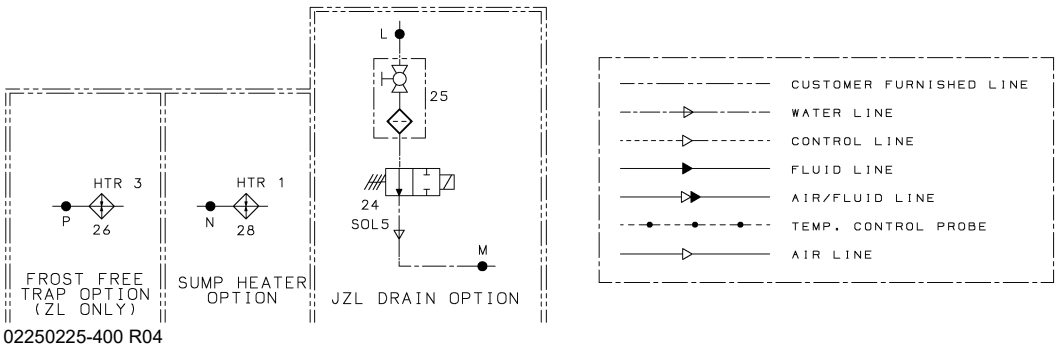 L
25
24
SOL5
M
JZL DRAIN OPTION
HTR 3
P
26
FROST FREE
TRAP OPTION
(ZL ONLY)
HTR 1
N
28
SUMP HEATER
OPTION
CUSTOMER FURNISHED LINE
WATER LINE
CONTROL LINE
FLUID LINE
AIR/FLUID LINE
TEMP. CONTROL PROBE
AIR LINE
02250225-400 R04